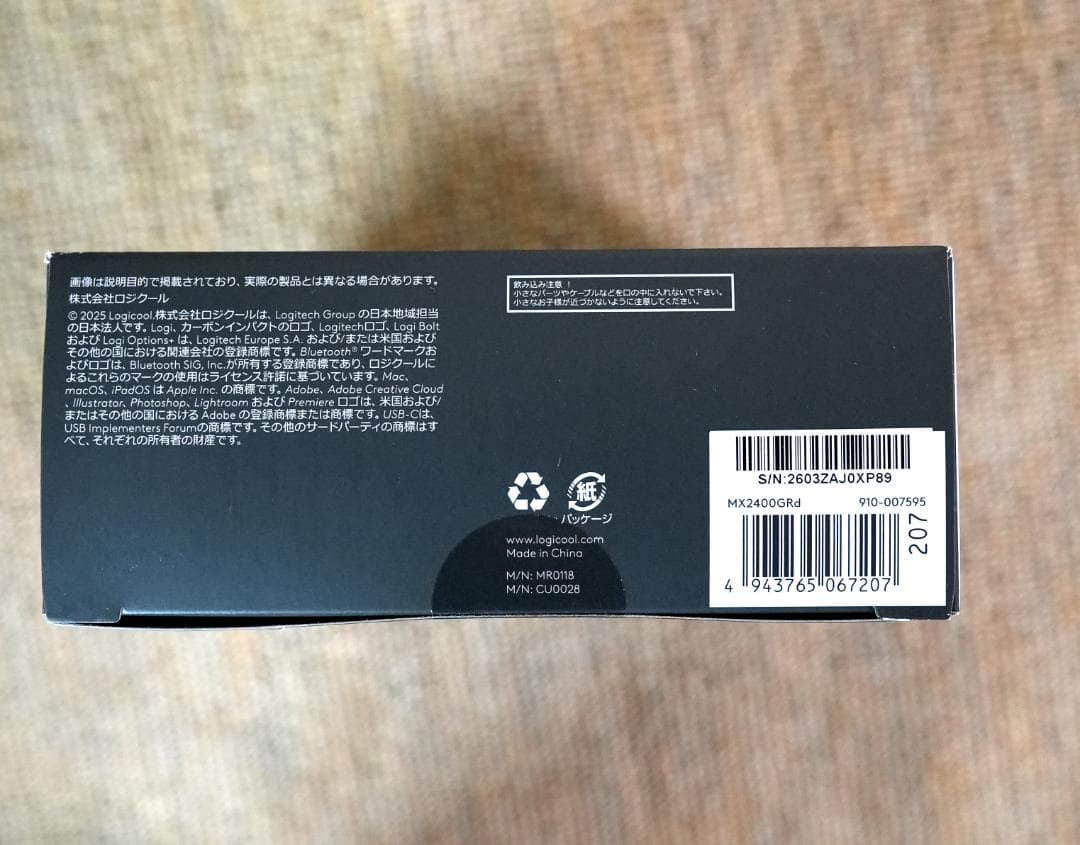 画像は説明目的で掲載されており、実際の製品とは異なる場合があります。
株式会社ロジクール
© 2025 Logicool.株式会社ロジクールは、Logitech Group の日本地域担当
の日本法人です。Logi、カーボンインパクトのロゴ、Logitechロゴ、Logi Bolt
および Logi Options+ は、Logitech Europe S.A. および/または米国および
その他の国における関連会社の登録商標です。Bluetooth® ワードマークお
よびロゴは、Bluetooth SIG, Inc.が所有する登録商標であり、ロジクールに
よるこれらのマークの使用はライセンス許諾に基づいています。Mac、
macOS、iPadOS は Apple Inc. の商標です。Adobe、Adobe Creative Cloud
、Illustrator、Photoshop、Lightroom および Premiere ロゴは、米国および/
またはその他の国における Adobe の登録商標または商標です。USB-Cは、
USB Implementers Forumの商標です。その他のサードパーティの商標はす
べて、それぞれの所有者の財産です。
飲み込み注意！
小さなパーツやケーブルなどを口の中に入れないで下さい。
小さなお子様が近づかないように注意してください。
紙
パッケージ
www.logicool.com
Made in China
M/N: MR0118
M/N: CU0028
S/N:2603ZAJ0XP89
MX2400GRd 910-007595
207
4 943765 067207